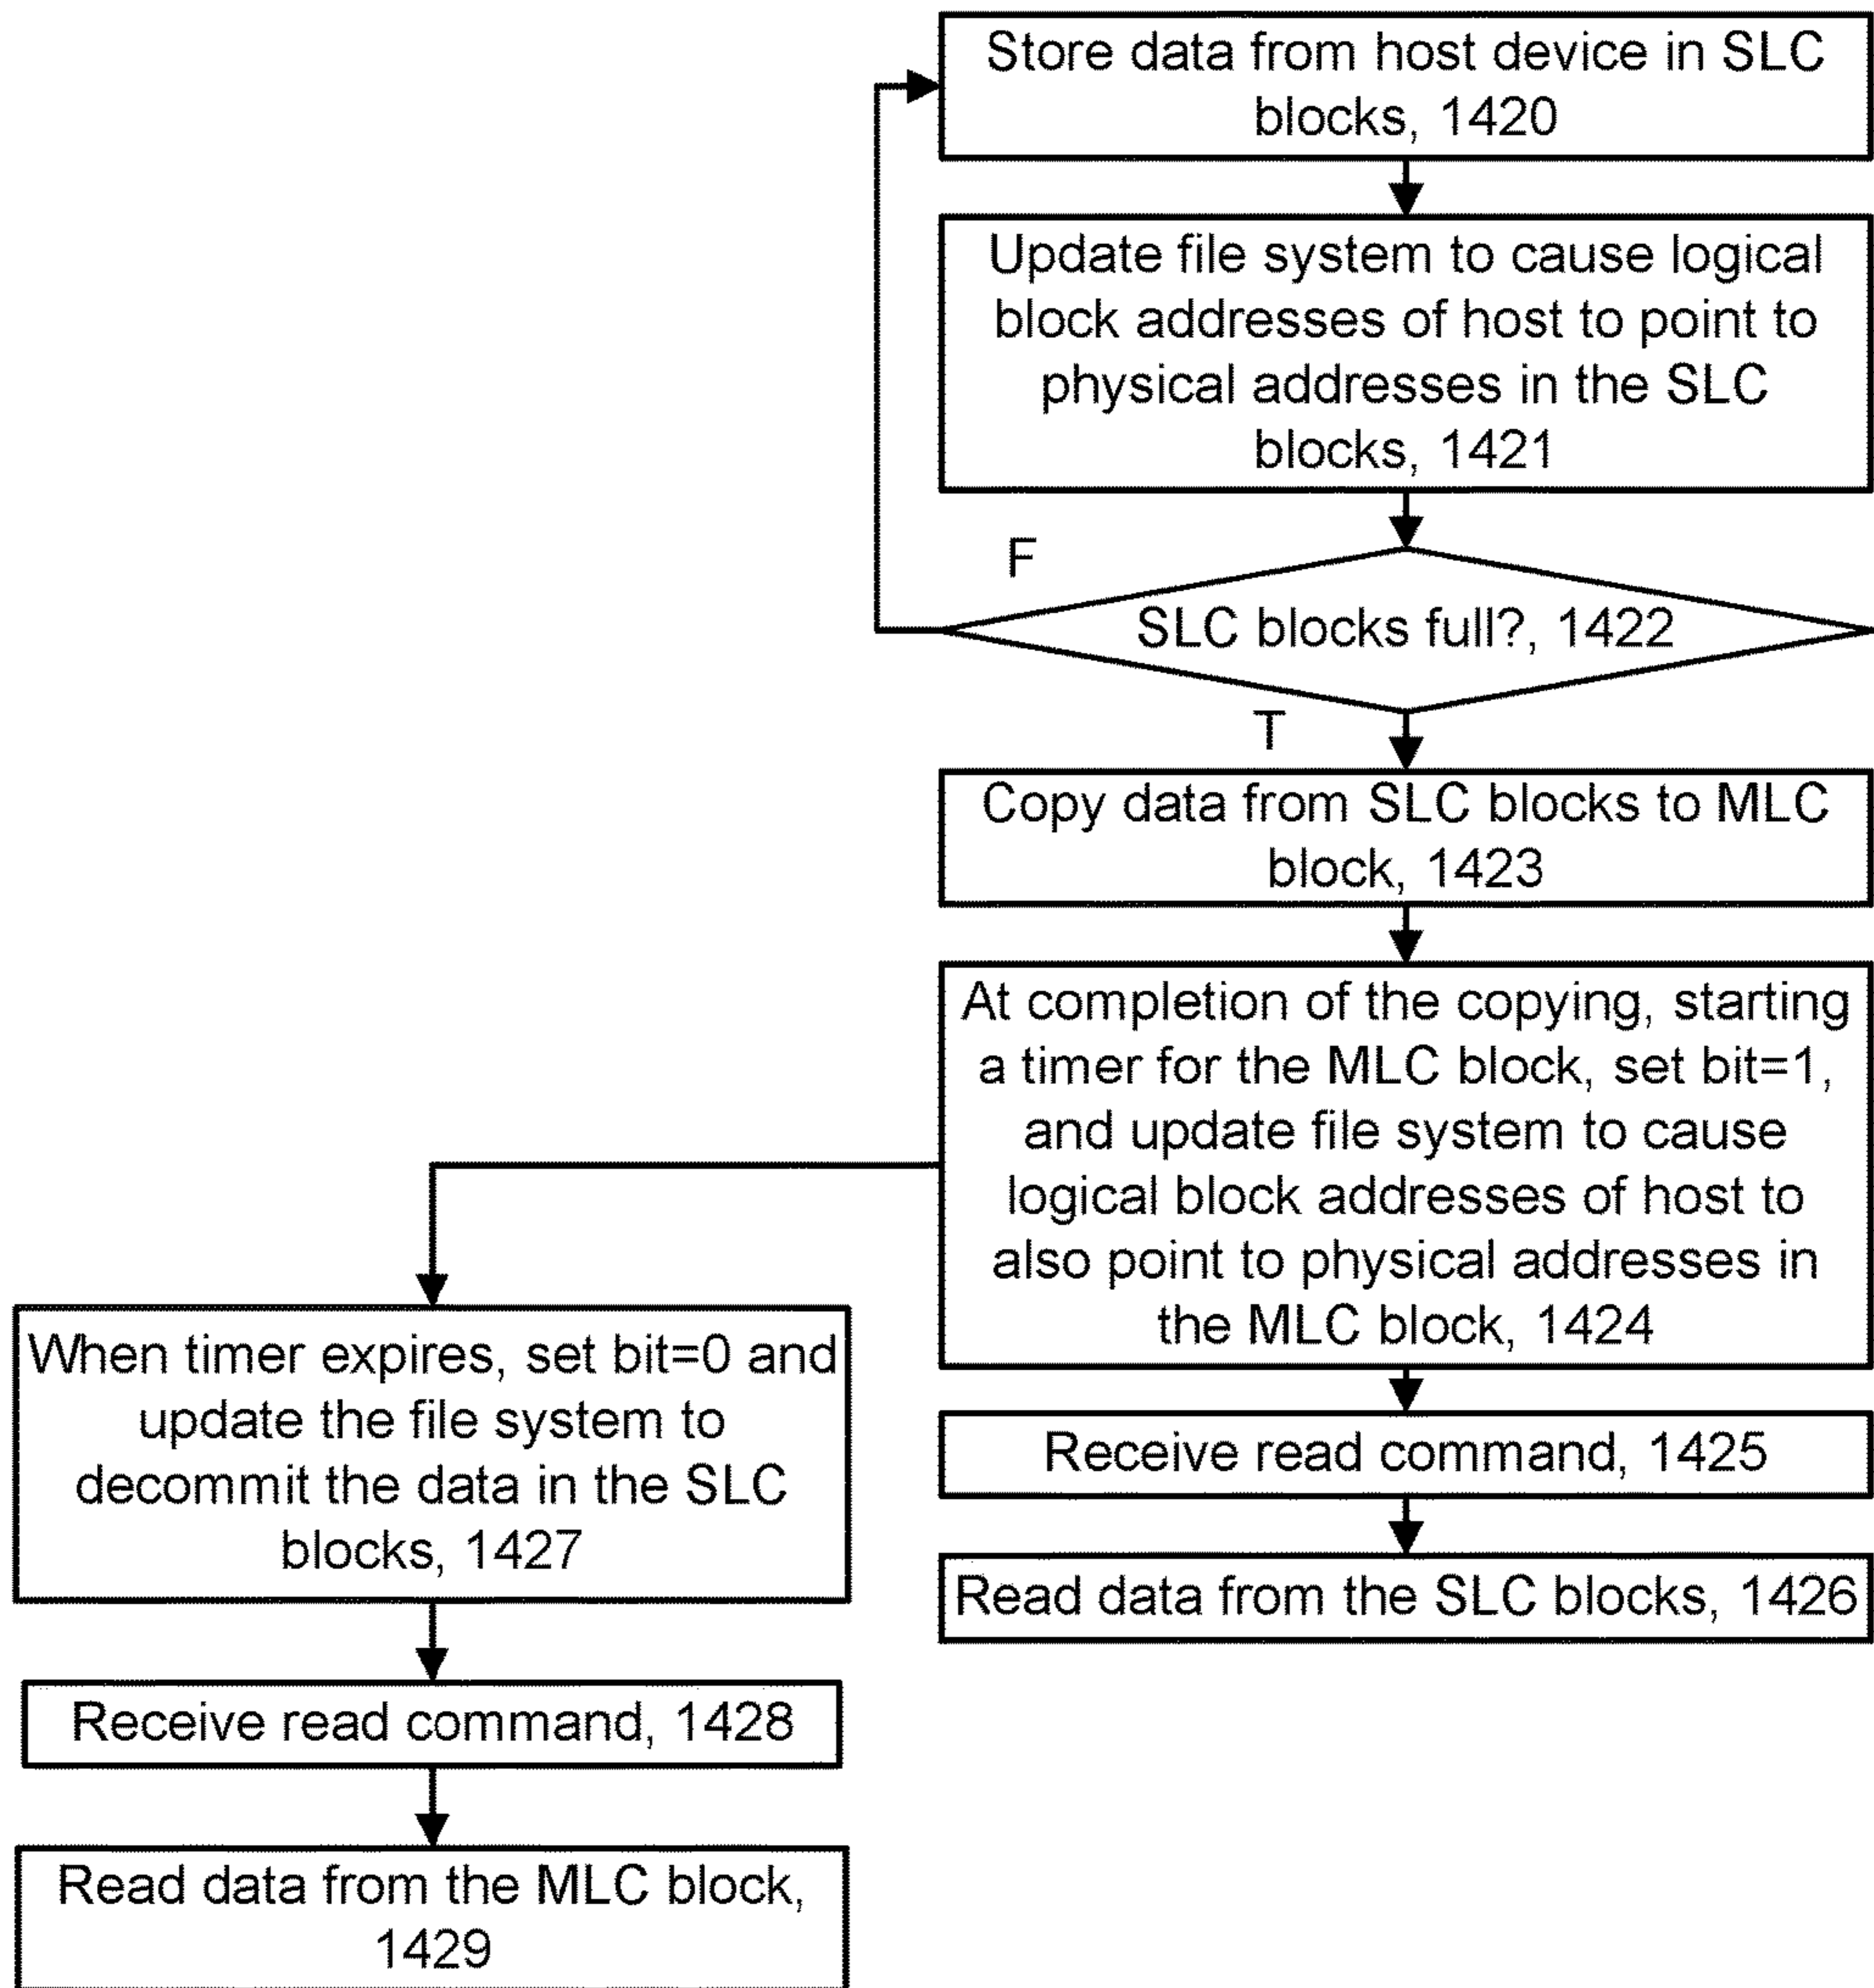 Store data from host device in SLC
blocks, 1420
Update file system to cause logical
block addresses of host to point to
physical addresses in the SLC
blocks, 1421
F
SLC blocks full?, 1422
T
Copy data from SLC blocks to MLC
block, 1423
At completion of the copying, starting
a timer for the MLC block, set bit=1,
and update file system to cause
logical block addresses of host to
also point to physical addresses in
the MLC block, 1424
Receive read command, 1425
Read data from the SLC blocks, 1426
When timer expires, set bit=0 and
update the file system to
decommit the data in the SLC
blocks, 1427
Receive read command, 1428
Read data from the MLC block,
1429